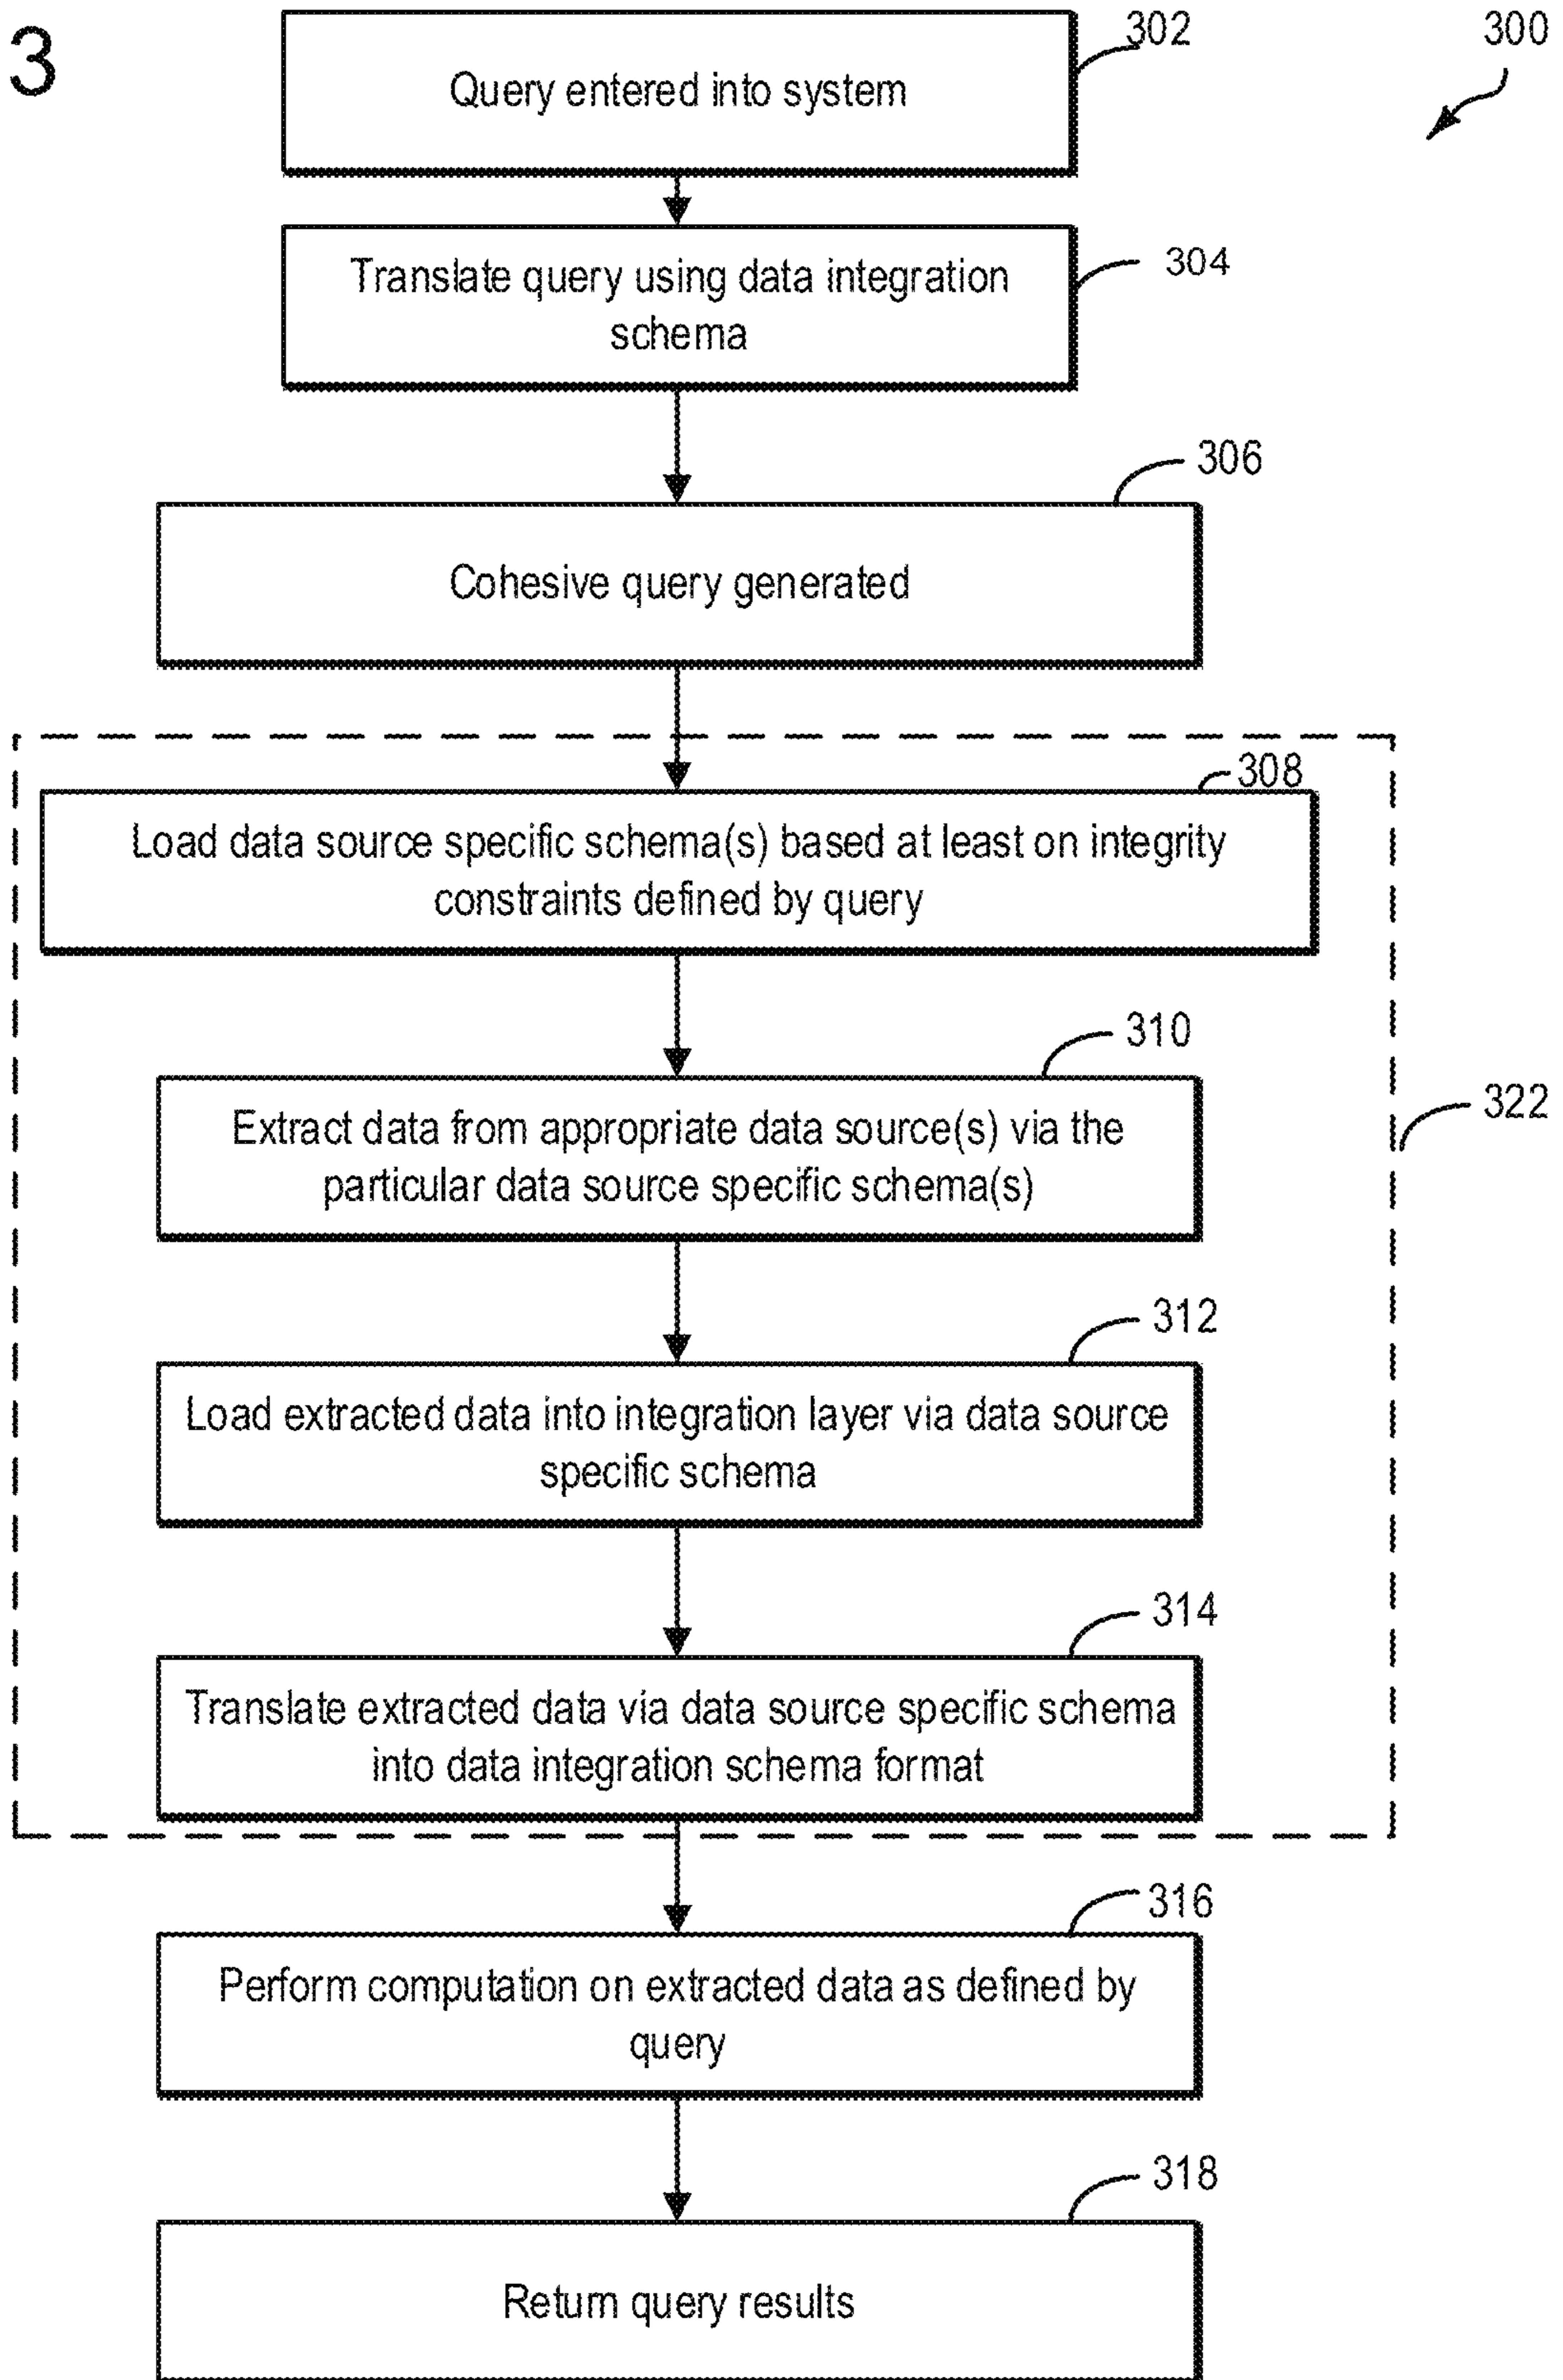 3
302
300
Query entered into system
304
Translate query using data integration
schema
306
Cohesive query generated
308
Load data source specific schema(s) based at least on integrity
constraints defined by query
310
322
Extract data from appropriate data source(s) via the
particular data source specific schema(s)
312
Load extracted data into integration layer via data source
specific schema
314
Translate extracted data via data source specific schema
into data integration schema format
316
Perform computation on extracted data as defined by
query
318
Return query results